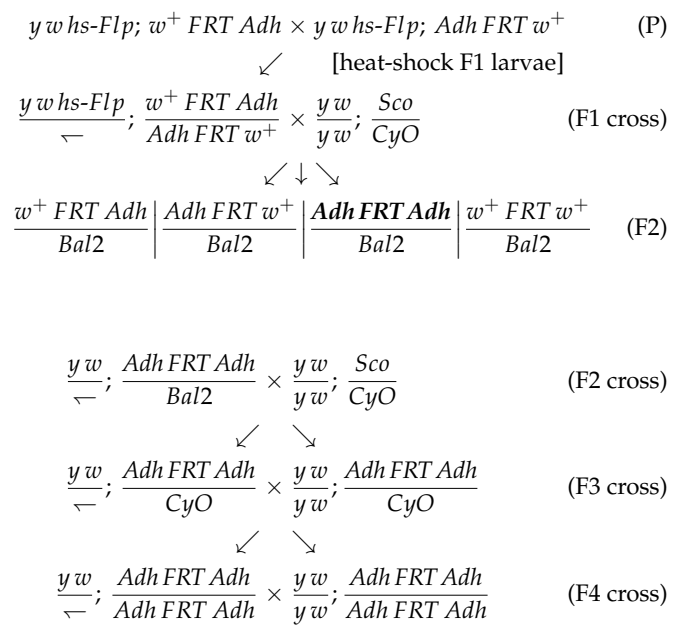 y w hs-Flp; w⁺ FRT Adh × y w hs-Flp; Adh FRT w⁺ (P)
↙ [heat-shock F1 larvae]
y w hs-Flp / ↽; w⁺ FRT Adh / Adh FRT w⁺ × y w / y w; Sco / CyO (F1 cross)
↙ ↓ ↘
w⁺ FRT Adh / Bal2 | Adh FRT w⁺ / Bal2 | Adh FRT Adh / Bal2 | w⁺ FRT w⁺ / Bal2 (F2)
y w / ↽; Adh FRT Adh / Bal2 × y w / y w; Sco / CyO (F2 cross)
↙ ↘
y w / ↽; Adh FRT Adh / CyO × y w / y w; Adh FRT Adh / CyO (F3 cross)
↙ ↘
y w / ↽; Adh FRT Adh / Adh FRT Adh × y w / y w; Adh FRT Adh / Adh FRT Adh (F4 cross)